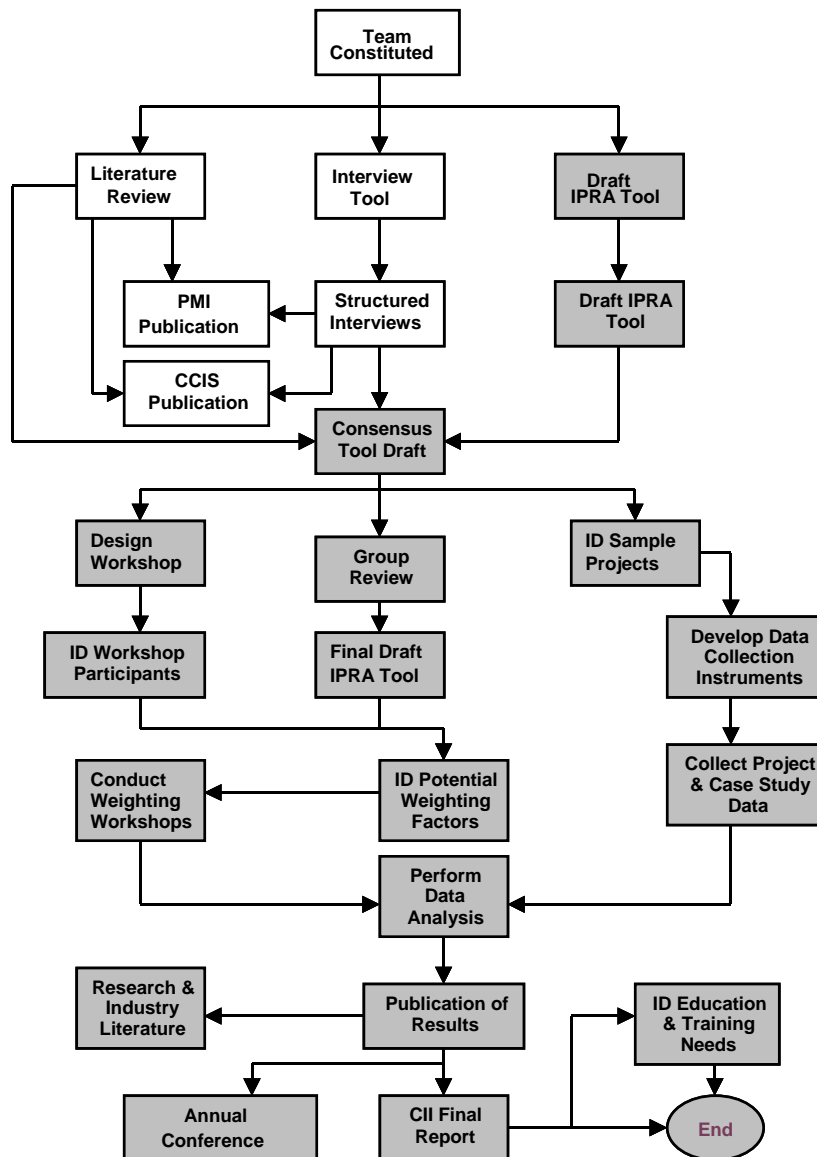 Team
Constituted
Literature
Review
Interview
Tool
Draft
IPRA Tool
PMI
Publication
Structured
Interviews
Draft IPRA
Tool
CCIS
Publication
Consensus
Tool Draft
Design
Workshop
Group
Review
ID Sample
Projects
ID Workshop
Participants
Final Draft
IPRA Tool
Develop Data
Collection
Instruments
Conduct
Weighting
Workshops
ID Potential
Weighting
Factors
Collect Project
& Case Study
Data
Perform
Data
Analysis
Research &
Industry
Literature
Publication of
Results
ID Education
& Training
Needs
Annual
Conference
CII Final
Report
End